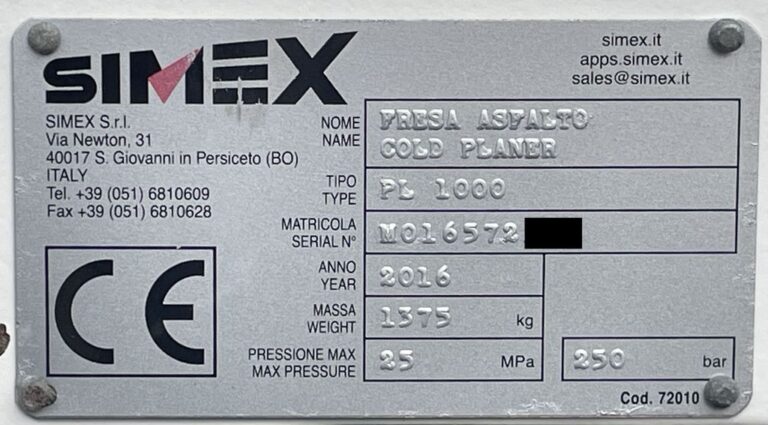 SIMEX
simex.it
apps.simex.it
sales@simex.it
SIMEX S.r.l.
Via Newton, 31
40017 S. Giovanni in Persiceto (BO)
ITALY
Tel. +39 (051) 6810609
Fax +39 (051) 6810628
NOME FRESA ASFALTO
NAME COLD PLANER
TIPO
TYPE PL 1000
MATRICOLA
SERIAL N° M016572
ANNO
YEAR 2016
MASSA
WEIGHT 1375 kg
PRESSIONE MAX
MAX PRESSURE 25 MPa 250 bar
CE
Cod. 72010